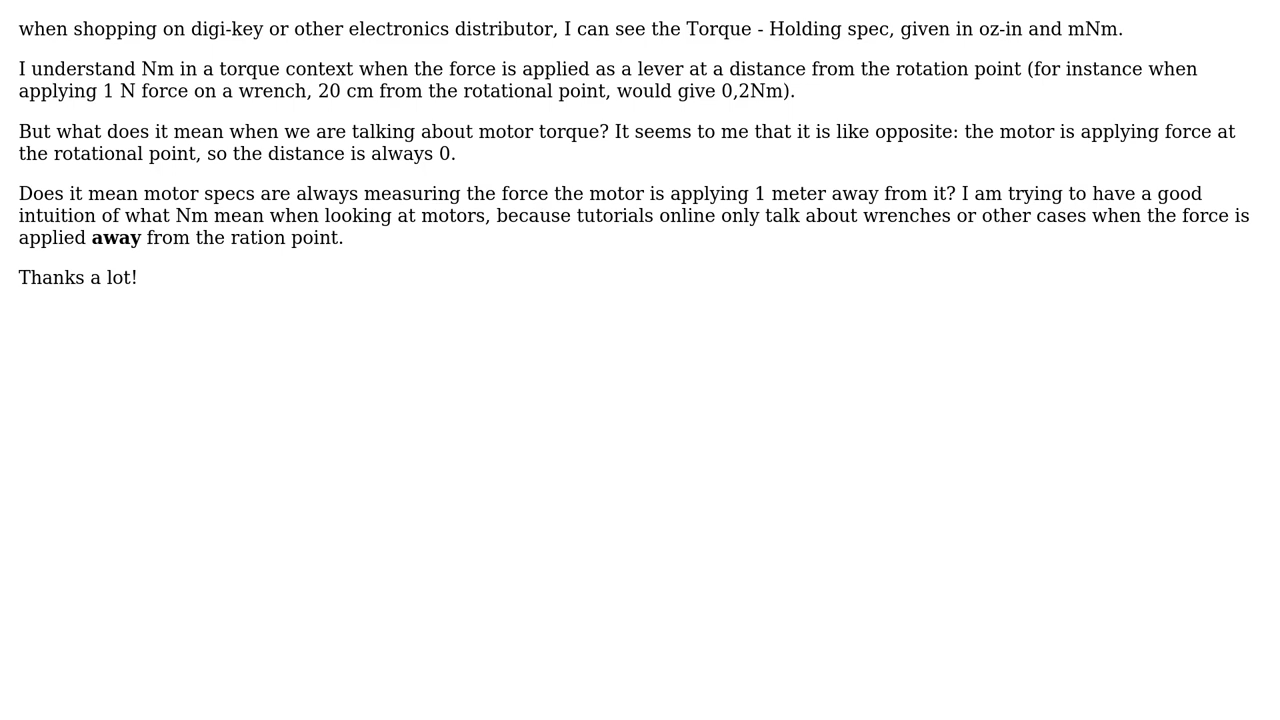 when shopping on digi-key or other electronics distributor, I can see the Torque - Holding spec, given in oz-in and mNm.
I understand Nm in a torque context when the force is applied as a lever at a distance from the rotation point (for instance when
applying 1 N force on a wrench, 20 cm from the rotational point, would give 0,2Nm).
But what does it mean when we are talking about motor torque? It seems to me that it is like opposite: the motor is applying force at
the rotational point, so the distance is always 0.
Does it mean motor specs are always measuring the force the motor is applying 1 meter away from it? I am trying to have a good
intuition of what Nm mean when looking at motors, because tutorials online only talk about wrenches or other cases when the force is
applied away from the ration point.
Thanks a lot!